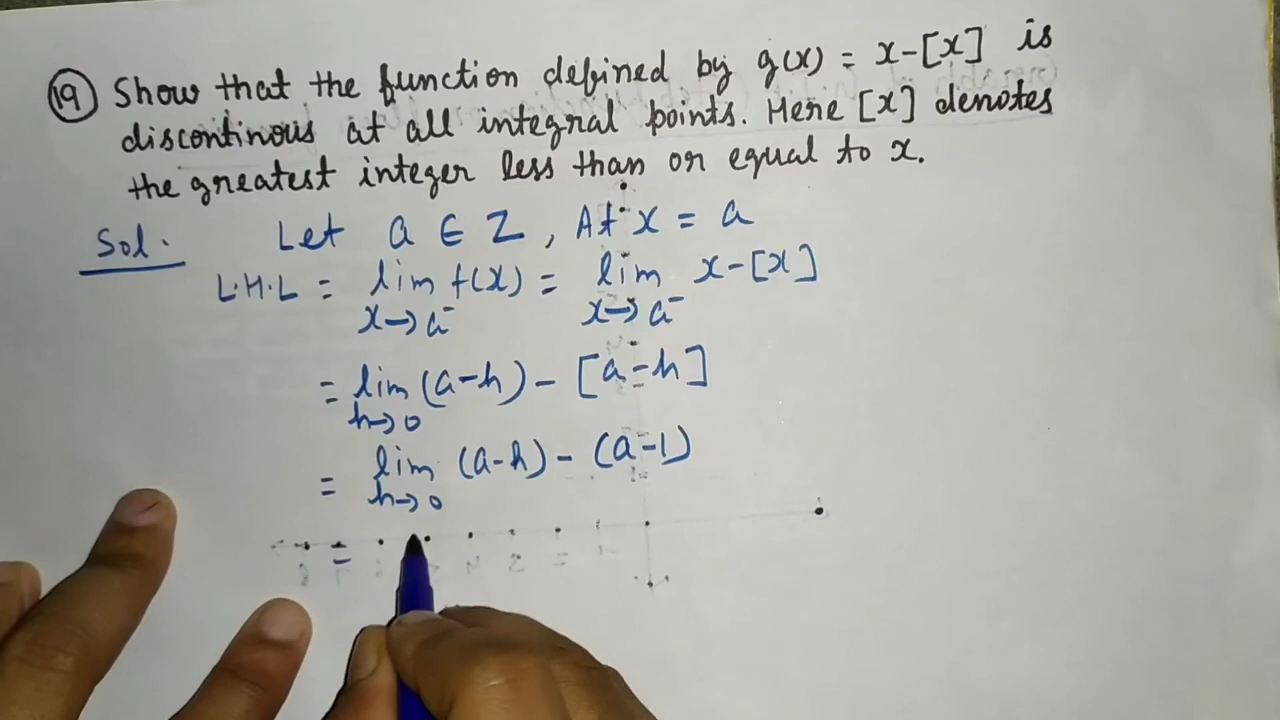 19 Show that the function defined by g(x) = x-[x] is
discontinous at all integral points. Here [x] denotes
the greatest integer less than or equal to x.
Sol. Let a ∈ Z, At x = a
L.H.L = lim f(x) = lim x-[x]
x→a⁻ x→a⁻
= lim (a-h) - [a-h]
h→0
= lim (a-h) - (a-1)
h→0
=